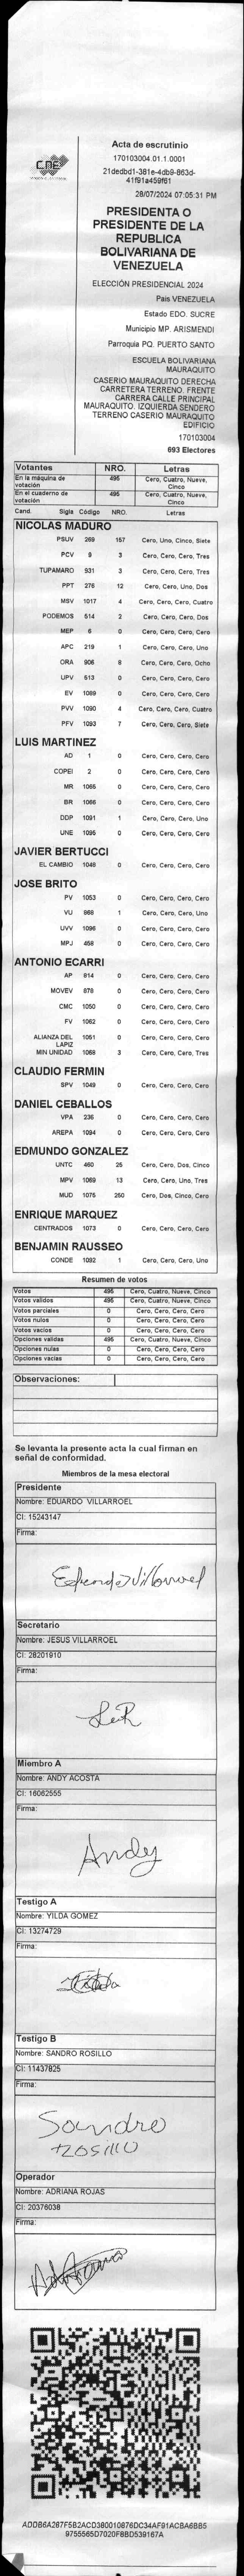 CNE
Acta de escrutinio
170103004.01.1.0001
21dedbd1-381e-4db9-863d-
41f91a459f61
28/07/2024 07:05:31 PM
PRESIDENTA O
PRESIDENTE DE LA
REPUBLICA
BOLIVARIANA DE
VENEZUELA
ELECCIÓN PRESIDENCIAL 2024
Pais VENEZUELA
Estado EDO. SUCRE
Municipio MP. ARISMENDI
Parroquia PQ. PUERTO SANTO
ESCUELA BOLIVARIANA
MAURAQUITO
CASERIO MAURAQUITO DERECHA
CARRETERA TERRENO. FRENTE
CARRERA CALLE PRINCIPAL
MAURAQUITO. IZQUIERDA SENDERO
TERRENO CASERIO MAURAQUITO
EDIFICIO
170103004
693 Electores
Votantes NRO. Letras
En la máquina de votación 495 Cero, Cuatro, Nueve, Cinco
En el cuaderno de votación 495 Cero, Cuatro, Nueve, Cinco
Cand. Sigla Código NRO. Letras
NICOLAS MADURO
PSUV 269 157 Cero, Uno, Cinco, Siete
PCV 9 3 Cero, Cero, Cero, Tres
TUPAMARO 931 3 Cero, Cero, Cero, Tres
PPT 276 12 Cero, Cero, Uno, Dos
MSV 1017 4 Cero, Cero, Cero, Cuatro
PODEMOS 514 2 Cero, Cero, Cero, Dos
MEP 6 0 Cero, Cero, Cero, Cero
APC 219 1 Cero, Cero, Cero, Uno
ORA 906 8 Cero, Cero, Cero, Ocho
UPV 513 0 Cero, Cero, Cero, Cero
EV 1089 0 Cero, Cero, Cero, Cero
PVV 1090 4 Cero, Cero, Cero, Cuatro
PFV 1093 7 Cero, Cero, Cero, Siete
LUIS MARTINEZ
AD 1 0 Cero, Cero, Cero, Cero
COPEI 2 0 Cero, Cero, Cero, Cero
MR 1065 0 Cero, Cero, Cero, Cero
BR 1066 0 Cero, Cero, Cero, Cero
DDP 1091 1 Cero, Cero, Cero, Uno
UNE 1095 0 Cero, Cero, Cero, Cero
JAVIER BERTUCCI
EL CAMBIO 1048 0 Cero, Cero, Cero, Cero
JOSE BRITO
PV 1053 0 Cero, Cero, Cero, Cero
VU 968 1 Cero, Cero, Cero, Uno
UVV 1096 0 Cero, Cero, Cero, Cero
MPJ 458 0 Cero, Cero, Cero, Cero
ANTONIO ECARRI
AP 814 0 Cero, Cero, Cero, Cero
MOVEV 878 0 Cero, Cero, Cero, Cero
CMC 1050 0 Cero, Cero, Cero, Cero
FV 1062 0 Cero, Cero, Cero, Cero
ALIANZA DEL LAPIZ 1051 0 Cero, Cero, Cero, Cero
MIN UNIDAD 1068 3 Cero, Cero, Cero, Tres
CLAUDIO FERMIN
SPV 1049 0 Cero, Cero, Cero, Cero
DANIEL CEBALLOS
VPA 236 0 Cero, Cero, Cero, Cero
AREPA 1094 0 Cero, Cero, Cero, Cero
EDMUNDO GONZALEZ
UNTC 460 25 Cero, Cero, Dos, Cinco
MPV 1069 13 Cero, Cero, Uno, Tres
MUD 1075 250 Cero, Dos, Cinco, Cero
ENRIQUE MARQUEZ
CENTRADOS 1073 0 Cero, Cero, Cero, Cero
BENJAMIN RAUSSEO
CONDE 1092 1 Cero, Cero, Cero, Uno
Resumen de votos
Votos 495 Cero, Cuatro, Nueve, Cinco
Votos validos 495 Cero, Cuatro, Nueve, Cinco
Votos parciales 0 Cero, Cero, Cero, Cero
Votos nulos 0 Cero, Cero, Cero, Cero
Votos vacios 0 Cero, Cero, Cero, Cero
Opciones validas 495 Cero, Cuatro, Nueve, Cinco
Opciones nulas 0 Cero, Cero, Cero, Cero
Opciones vacias 0 Cero, Cero, Cero, Cero
Observaciones:
Se levanta la presente acta la cual firman en
señal de conformidad.
Miembros de la mesa electoral
Presidente
Nombre: EDUARDO VILLARROEL
CI: 15243147
Firma:
Eduardo Villarroel
Secretario
Nombre: JESUS VILLARROEL
CI: 28201910
Firma:
Miembro A
Nombre: ANDY ACOSTA
CI: 16062555
Firma:
Andy
Testigo A
Nombre: YILDA GOMEZ
CI: 13274729
Firma:
Testigo B
Nombre: SANDRO ROSILLO
CI: 11437825
Firma:
Sandro
Rosillo
Operador
Nombre: ADRIANA ROJAS
CI: 20376038
Firma:
ADDB6A287F5B2ACD380010876DC34AF91ACBA6BB5
9755565D7020F8BD539167A